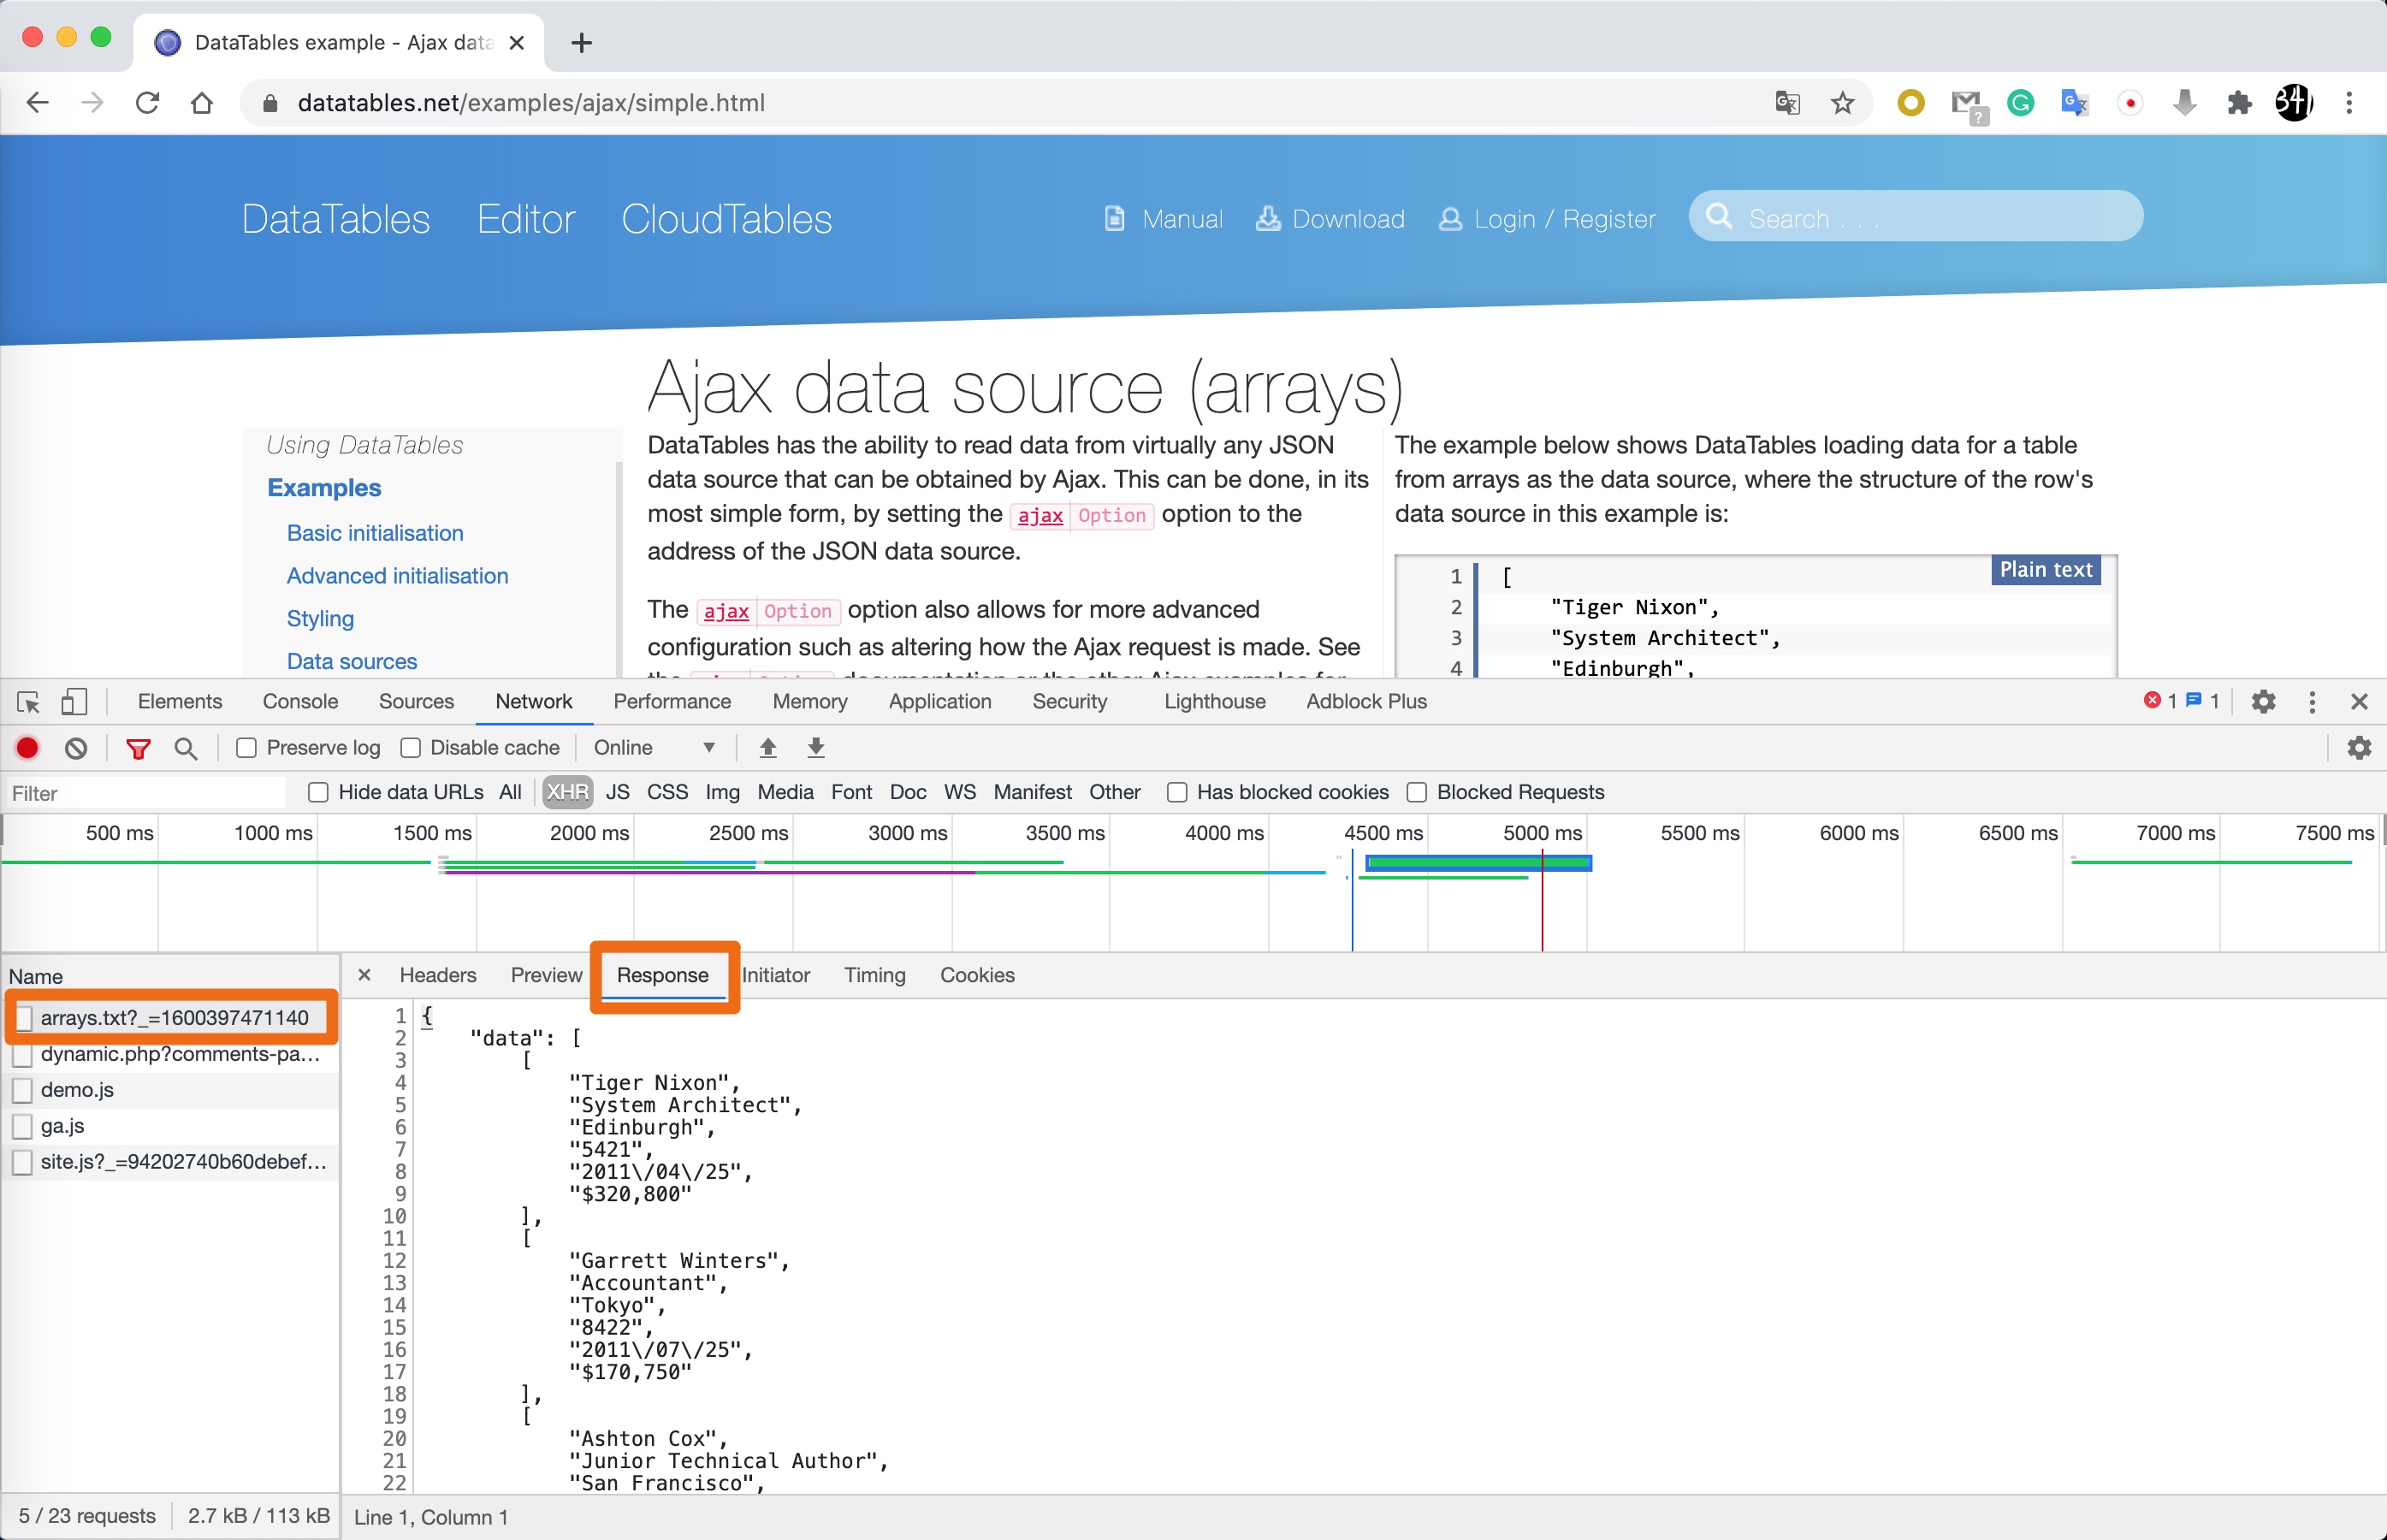 DataTables example - Ajax data
datatables.net/examples/ajax/simple.html
DataTables Editor CloudTables Manual Download Login / Register Search . . .
Ajax data source (arrays)
Using DataTables
Examples
Basic initialisation
Advanced initialisation
Styling
Data sources
DataTables has the ability to read data from virtually any JSON
data source that can be obtained by Ajax. This can be done, in its
most simple form, by setting the ajax Option option to the
address of the JSON data source.
The ajax Option option also allows for more advanced
configuration such as altering how the Ajax request is made. See
The example below shows DataTables loading data for a table
from arrays as the data source, where the structure of the row's
data source in this example is:
Plain text
1 [
2 "Tiger Nixon",
3 "System Architect",
4 "Edinburgh",
Elements Console Sources Network Performance Memory Application Security Lighthouse Adblock Plus 1 1
Preserve log Disable cache Online
Filter Hide data URLs All XHR JS CSS Img Media Font Doc WS Manifest Other Has blocked cookies Blocked Requests
500 ms 1000 ms 1500 ms 2000 ms 2500 ms 3000 ms 3500 ms 4000 ms 4500 ms 5000 ms 5500 ms 6000 ms 6500 ms 7000 ms 7500 ms
Name
arrays.txt?_=1600397471140
dynamic.php?comments-pa...
demo.js
ga.js
site.js?_=94202740b60debef...
Headers Preview Response Initiator Timing Cookies
1 {
2 "data": [
3 [
4 "Tiger Nixon",
5 "System Architect",
6 "Edinburgh",
7 "5421",
8 "2011\/04\/25",
9 "$320,800"
10 ],
11 [
12 "Garrett Winters",
13 "Accountant",
14 "Tokyo",
15 "8422",
16 "2011\/07\/25",
17 "$170,750"
18 ],
19 [
20 "Ashton Cox",
21 "Junior Technical Author",
22 "San Francisco",
5 / 23 requests 2.7 kB / 113 kB Line 1, Column 1